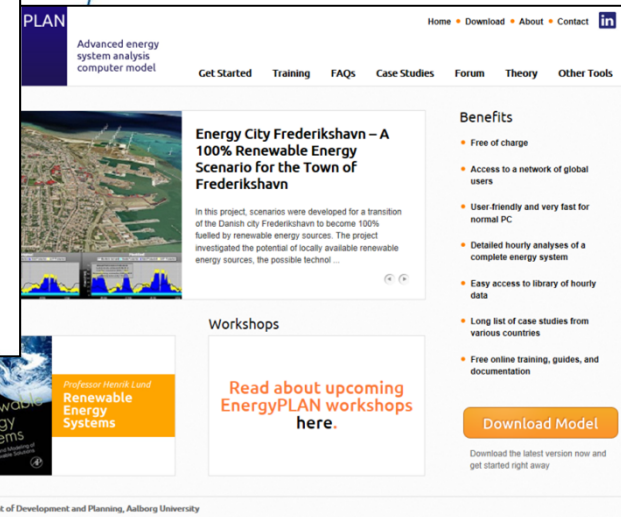 PLAN
Home • Download • About • Contact in
Advanced energy
system analysis
computer model
Get Started Training FAQs Case Studies Forum Theory Other Tools
Energy City Frederikshavn – A
100% Renewable Energy
Scenario for the Town of
Frederikshavn
In this project, scenarios were developed for a transition
of the Danish city Frederikshavn to become 100%
fuelled by renewable energy sources. The project
investigated the potential of locally available renewable
energy sources, the possible technol ...
Benefits
• Free of charge
• Access to a network of global
users
• User-friendly and very fast for
normal PC
• Detailed hourly analyses of a
complete energy system
• Easy access to library of hourly
data
• Long list of case studies from
various countries
• Free online training, guides, and
documentation
Download Model
Download the latest version now and
get started right away
Professor Henrik Lund
Renewable
Energy
Systems
Workshops
Read about upcoming
EnergyPLAN workshops
here.
t of Development and Planning, Aalborg University